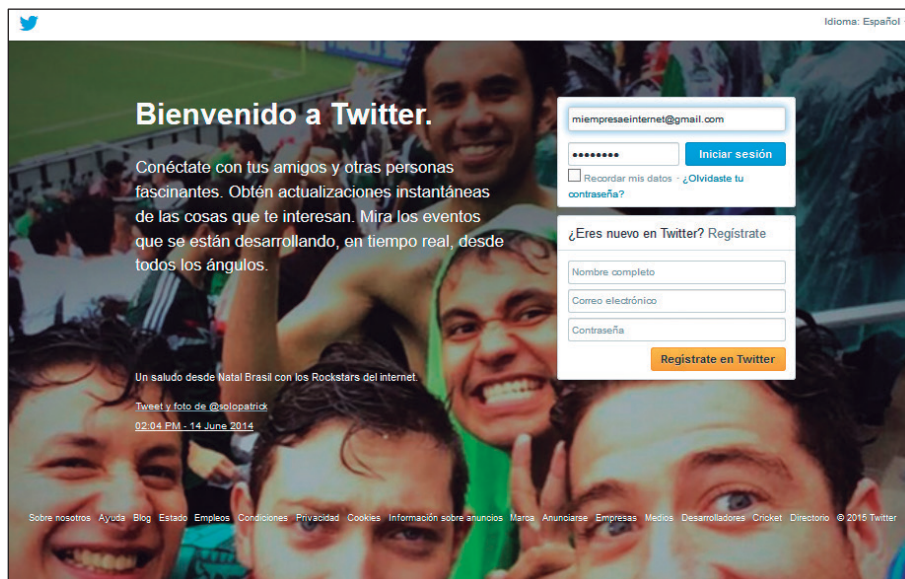 Idioma: Español
Bienvenido a Twitter.
Conéctate con tus amigos y otras personas
fascinantes. Obtén actualizaciones instantáneas
de las cosas que te interesan. Mira los eventos
que se están desarrollando, en tiempo real, desde
todos los ángulos.
Un saludo desde Natal Brasil con los Rockstars del internet.
Tweet y foto de @solopatrick
02:04 PM - 14 June 2014
miempresaeinternet@gmail.com
Iniciar sesión
Recordar mis datos · ¿Olvidaste tu
contraseña?
¿Eres nuevo en Twitter? Regístrate
Nombre completo
Correo electrónico
Contraseña
Regístrate en Twitter
Sobre nosotros Ayuda Blog Estado Empleos Condiciones Privacidad Cookies Información sobre anuncios Marca Anunciarse Empresas Medios Desarrolladores Cricket Directorio © 2015 Twitter